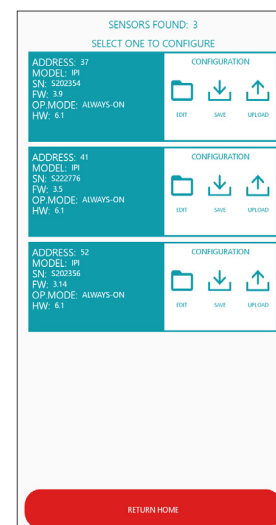 SENSORS FOUND: 3
SELECT ONE TO CONFIGURE
ADDRESS: 37
MODEL: IPI
SN: S202354
FW: 3.9
OP.MODE: ALWAYS-ON
HW: 6.1
CONFIGURATION
EDIT SAVE UPLOAD
ADDRESS: 41
MODEL: IPI
SN: S222776
FW: 3.5
OP.MODE: ALWAYS-ON
HW: 6.1
CONFIGURATION
EDIT SAVE UPLOAD
ADDRESS: 52
MODEL: IPI
SN: S202356
FW: 3.14
OP.MODE: ALWAYS-ON
HW: 6.1
CONFIGURATION
EDIT SAVE UPLOAD
RETURN HOME